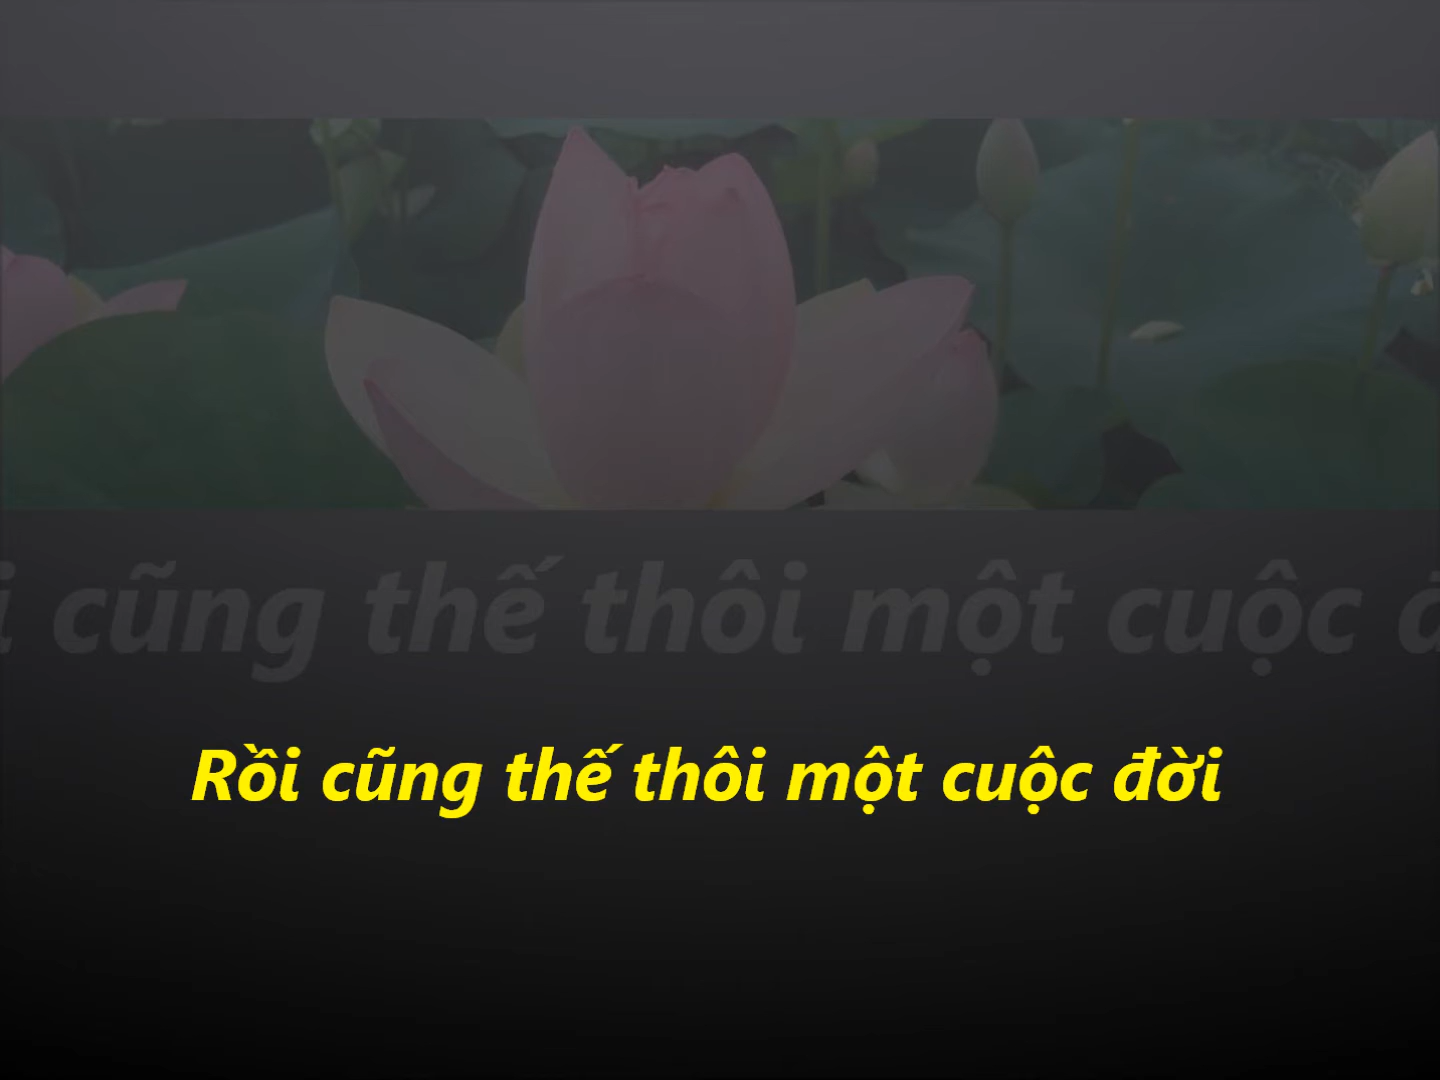 i cũng thế thôi một cuộc đ
Rồi cũng thế thôi một cuộc đời